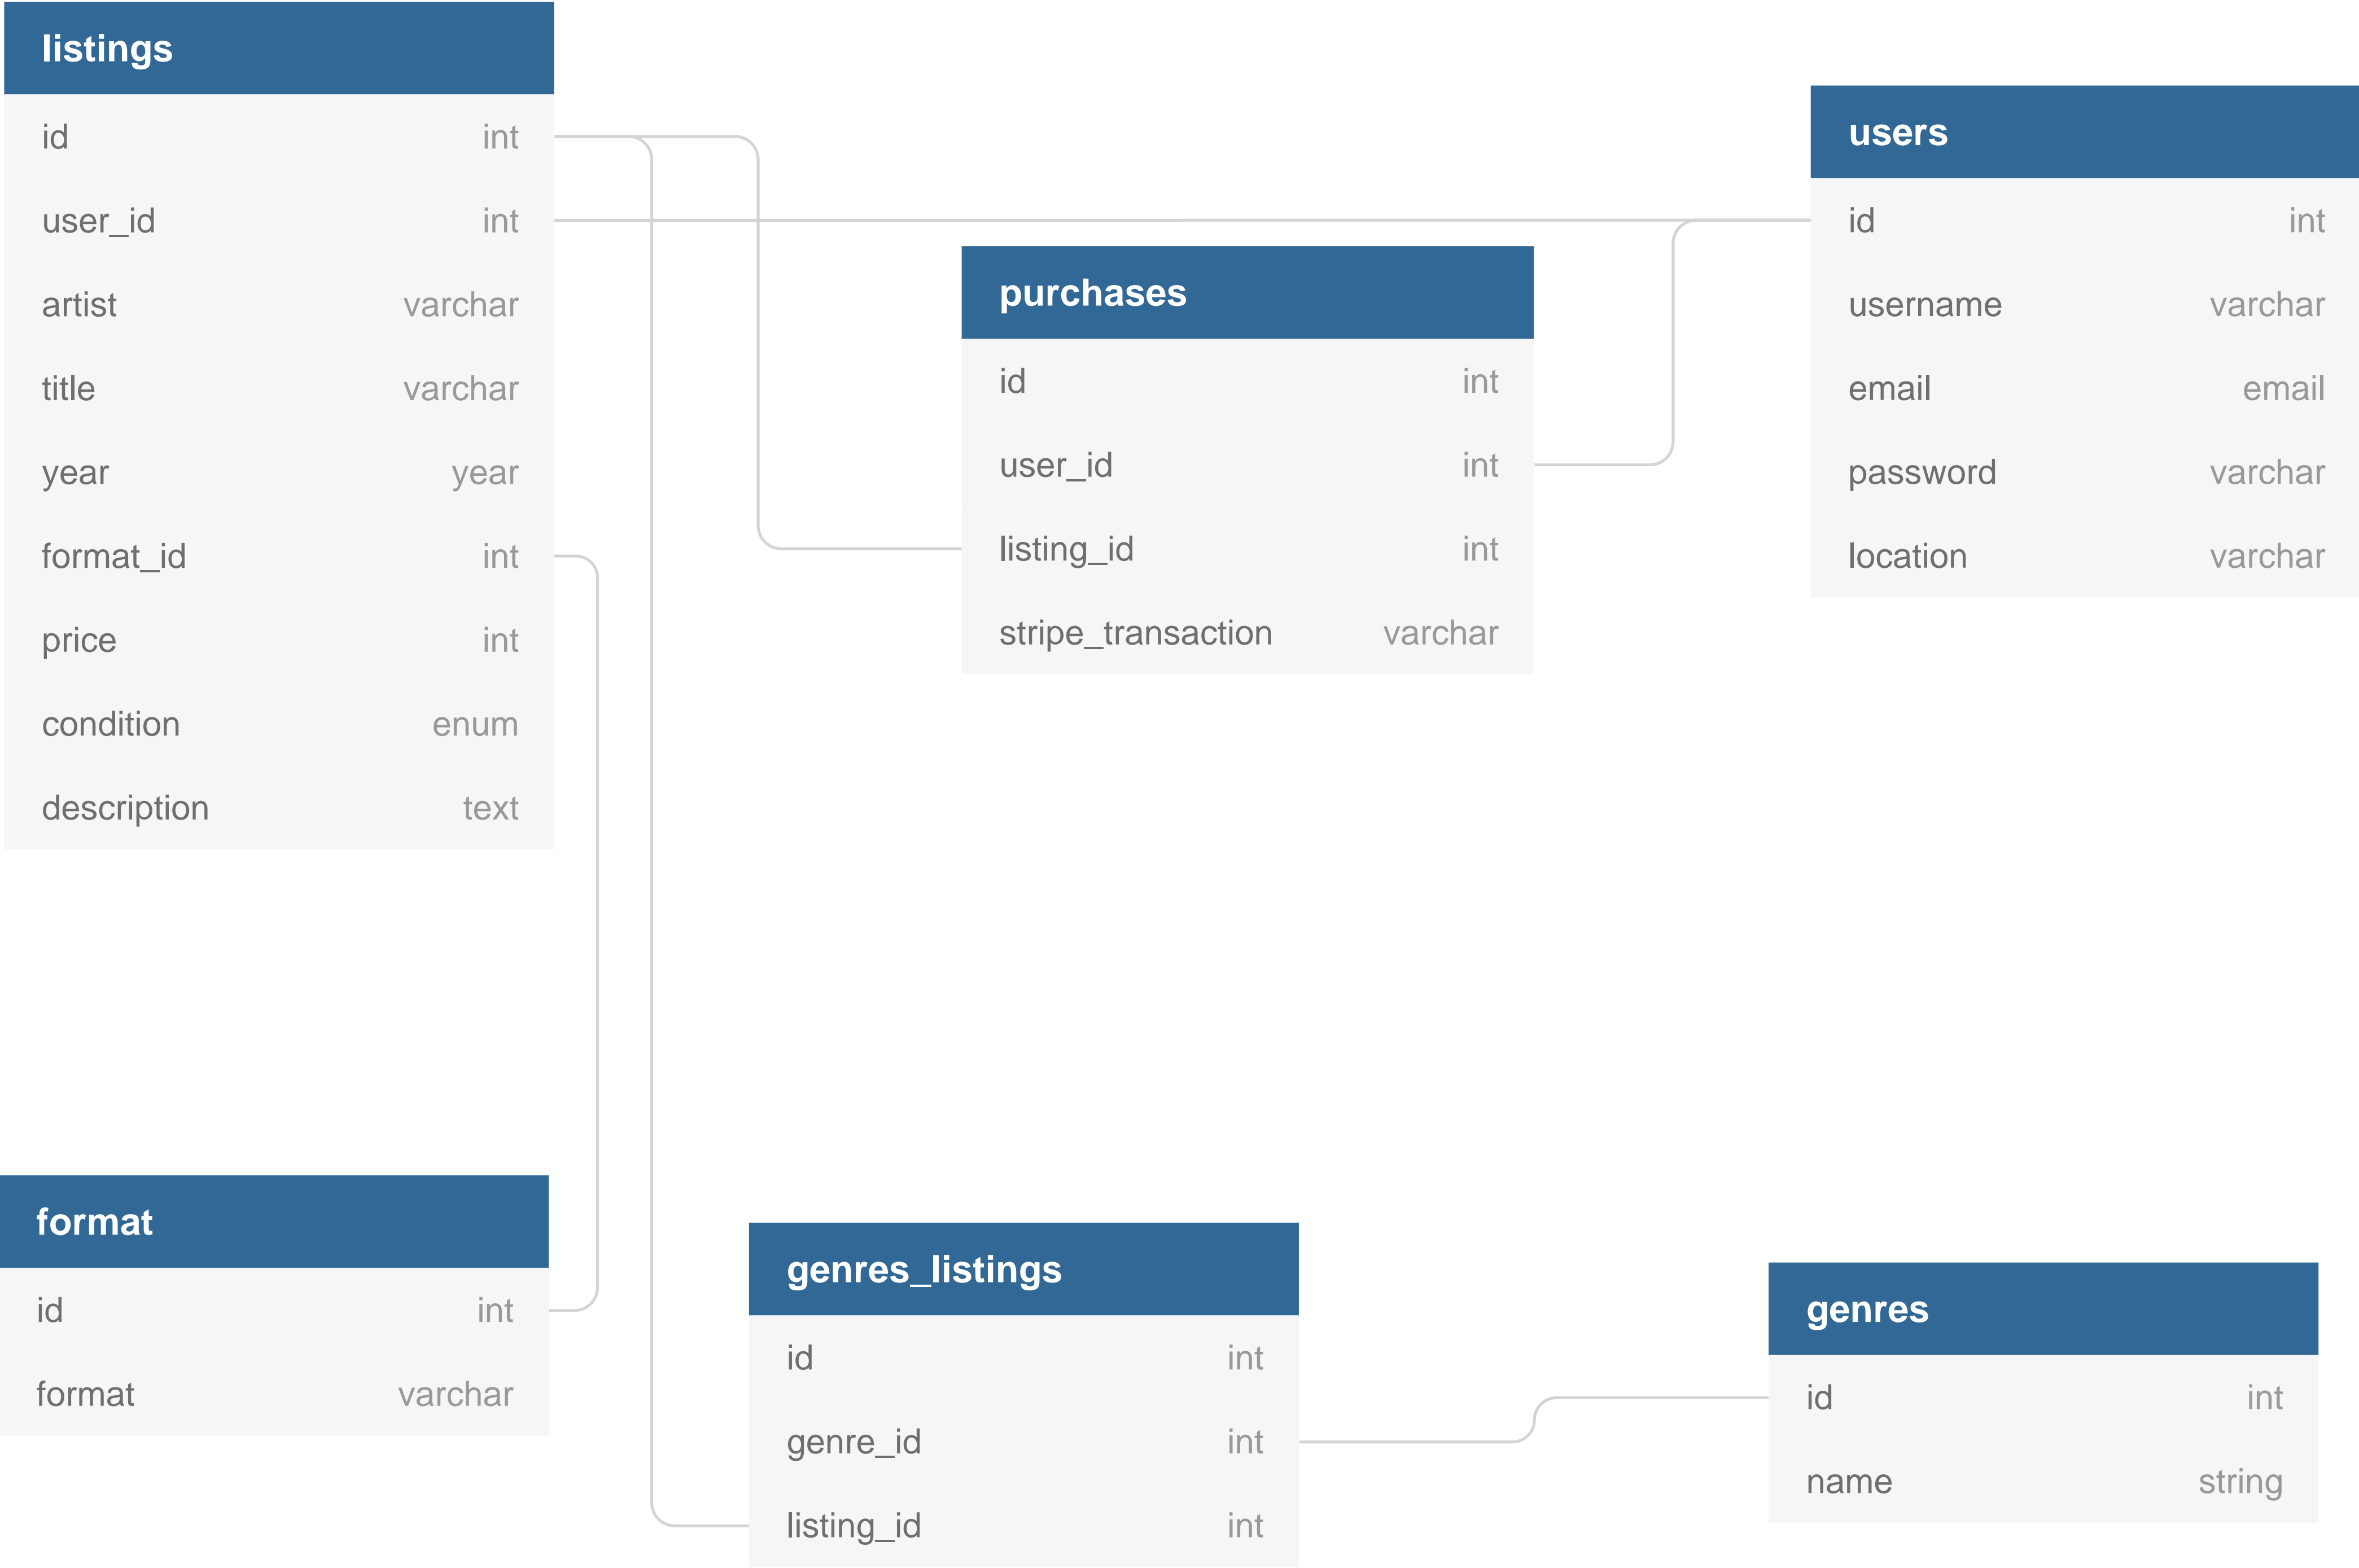 listings
id int
user_id int
artist varchar
title varchar
year year
format_id int
price int
condition enum
description text
users
id int
username varchar
email email
password varchar
location varchar
purchases
id int
user_id int
listing_id int
stripe_transaction varchar
format
id int
format varchar
genres_listings
id int
genre_id int
listing_id int
genres
id int
name string